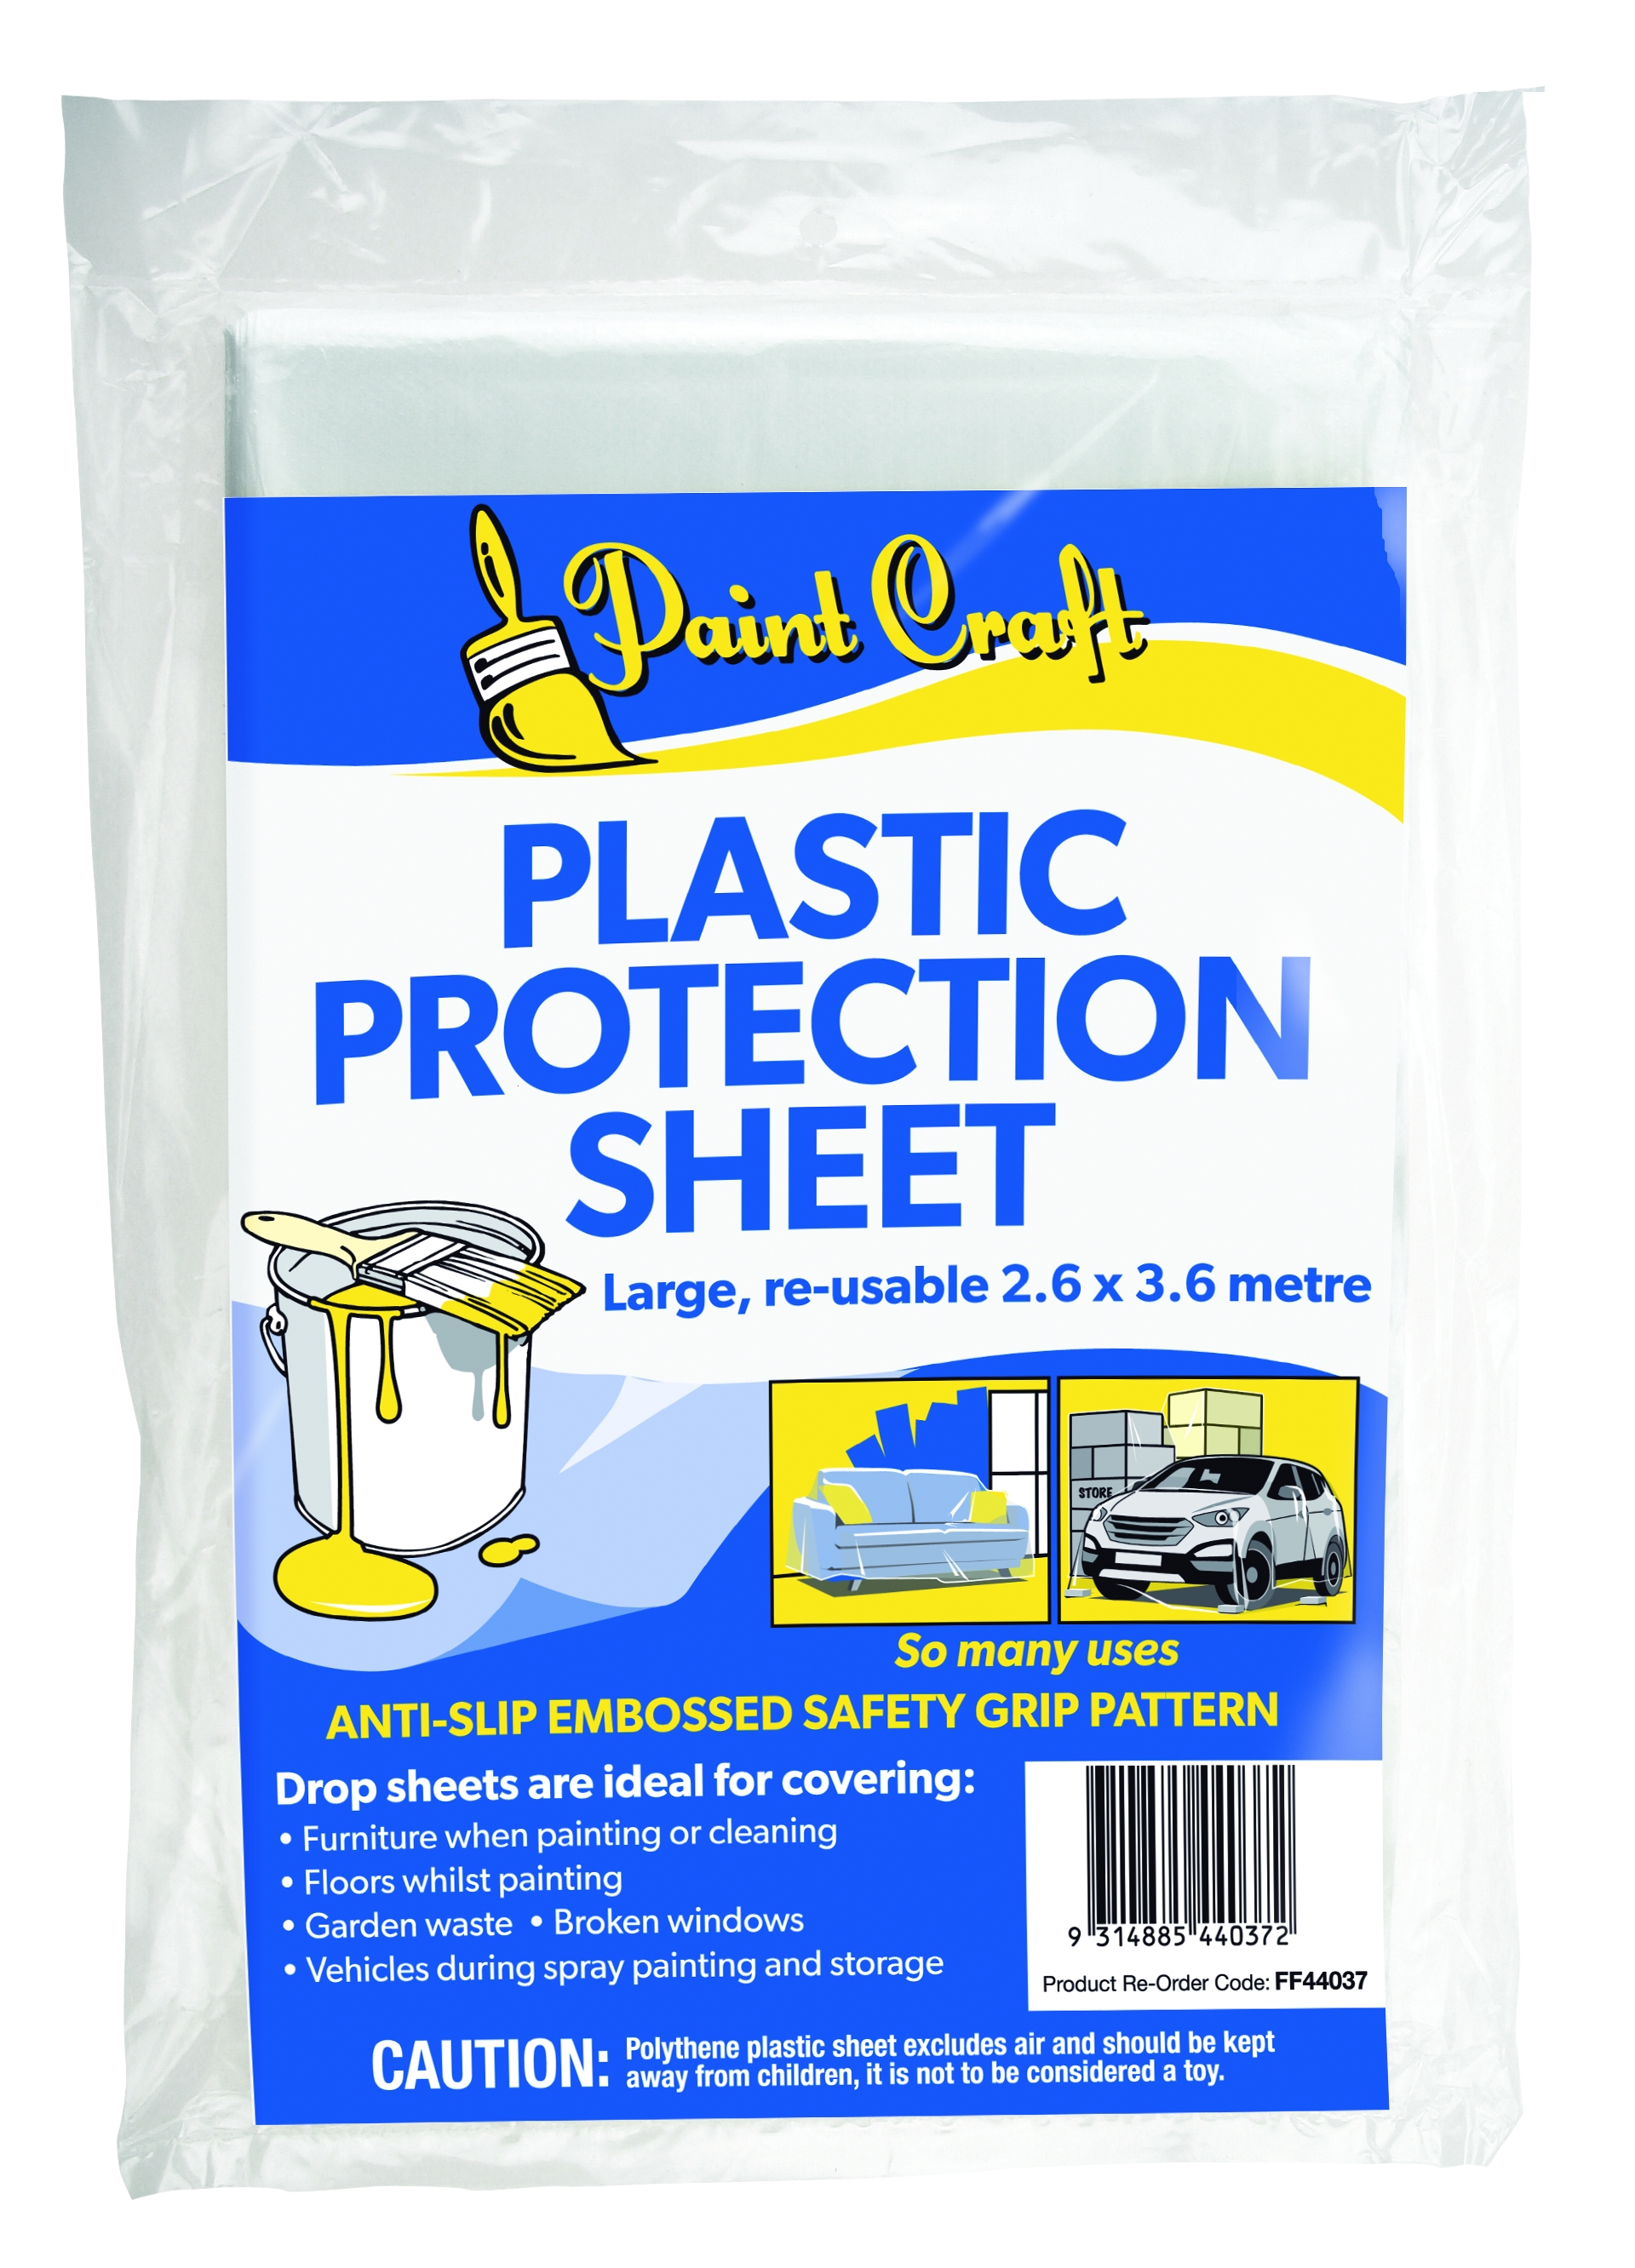 Paint Craft
PLASTIC
PROTECTION
SHEET
Large, re-usable 2.6 x 3.6 metre
STORE
So many uses
ANTI-SLIP EMBOSSED SAFETY GRIP PATTERN
Drop sheets are ideal for covering:
• Furniture when painting or cleaning
• Floors whilst painting
• Garden waste • Broken windows
• Vehicles during spray painting and storage
9 314885 440372
Product Re-Order Code: FF44037
CAUTION: Polythene plastic sheet excludes air and should be kept
away from children, it is not to be considered a toy.